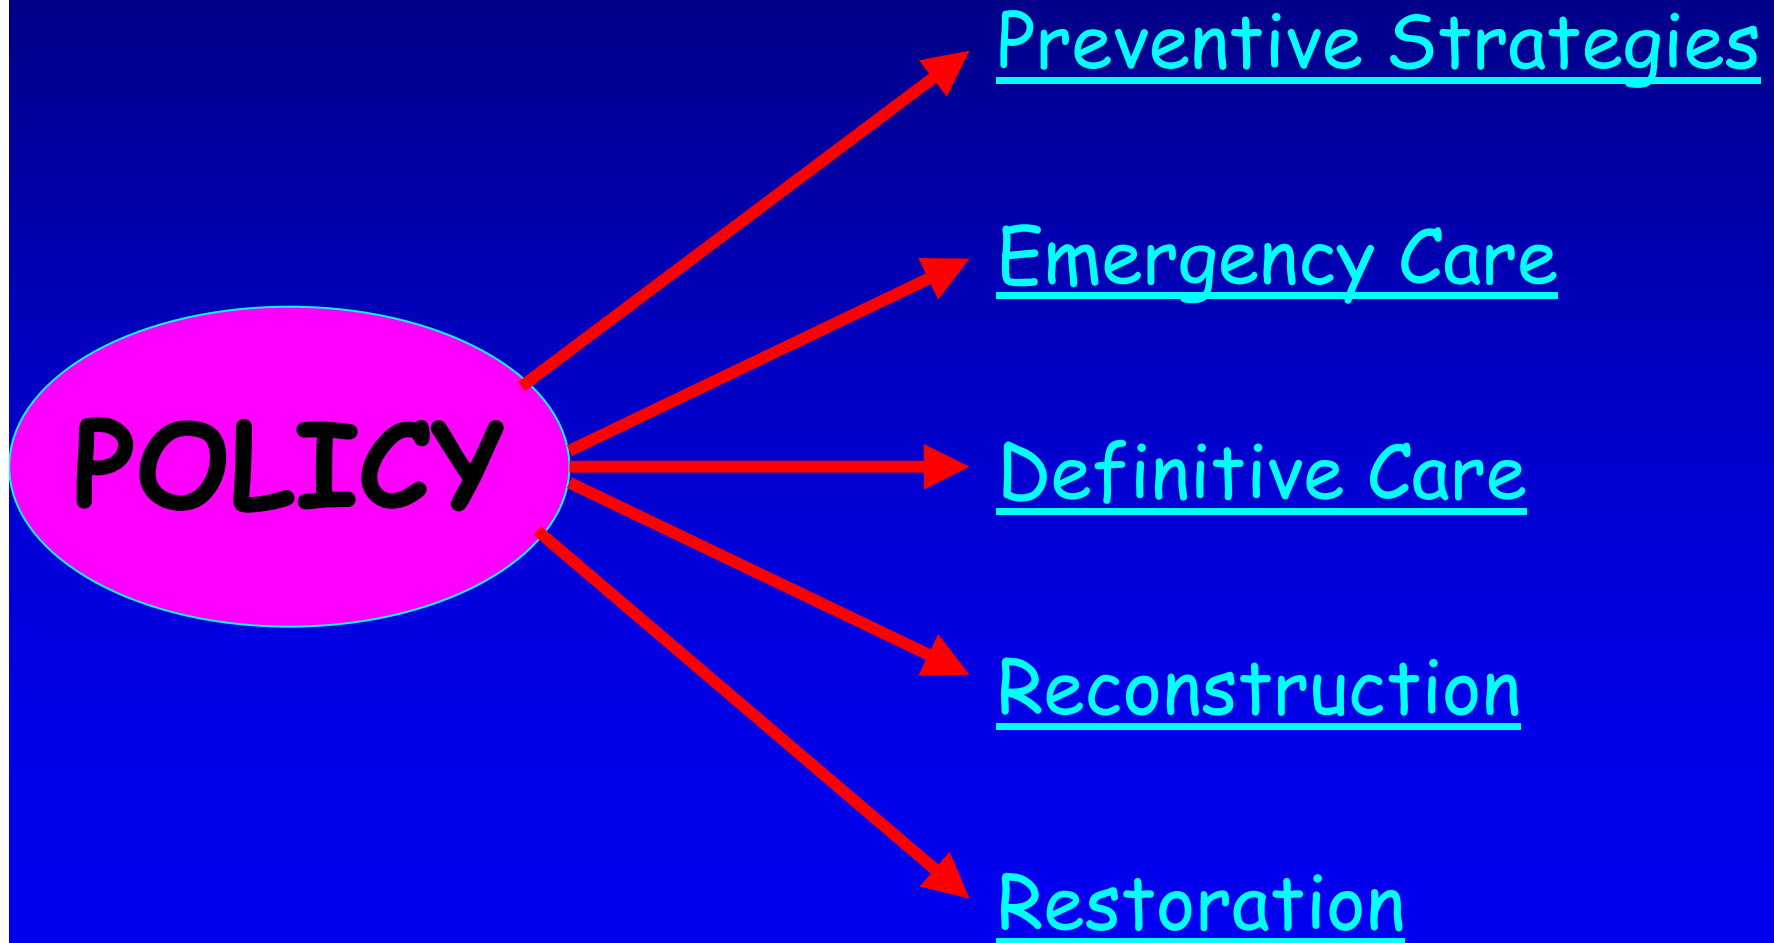 Preventive Strategies
Emergency Care
POLICY
Definitive Care
Reconstruction
Restoration